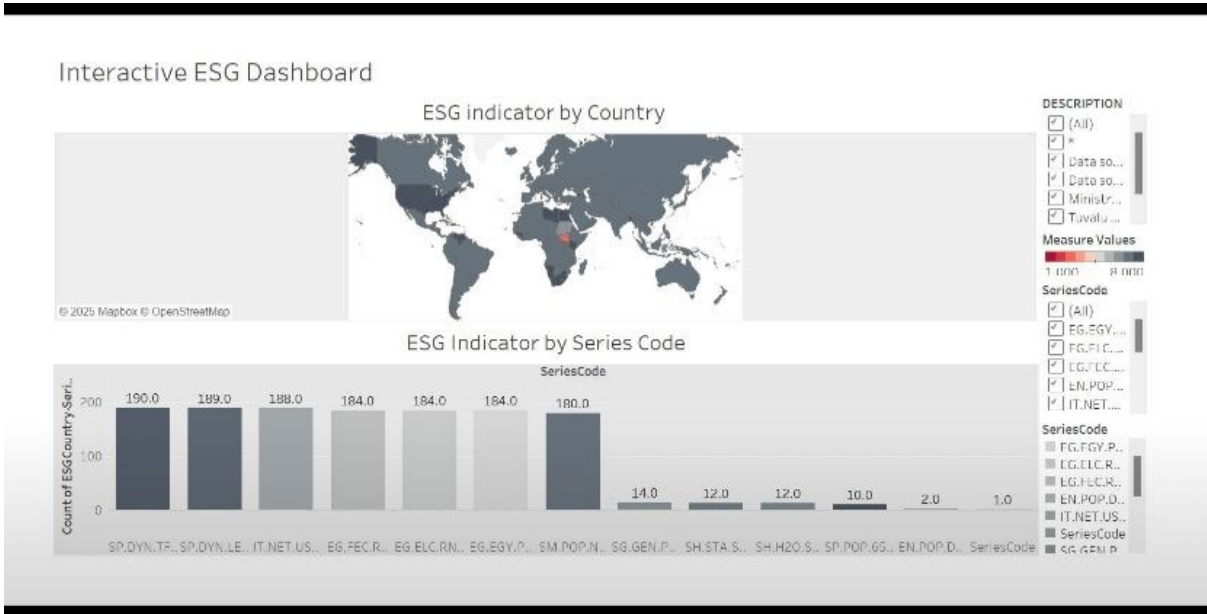 Interactive ESG Dashboard
ESG indicator by Country
© 2025 Mapbox © OpenStreetMap
ESG Indicator by Series Code
SeriesCode
Count of ESGCountry-Seri..
200
100
0
190.0 189.0 188.0 184.0 184.0 184.0 180.0 14.0 12.0 12.0 10.0 2.0 1.0
SP.DYN.TF.. SP.DYN.LE.. IT.NET.US.. EG.FEC.R.. EG.ELC.RN.. EG.EGY.P.. SM.POP.N.. SG.GEN.P.. SH.STA.S.. SH.H2O.S.. SP.POP.65.. EN.POP.D.. SeriesCode
DESCRIPTION
(All)
*
Data so...
Data so...
Ministr...
Tuvalu ...
Measure Values
1.000 8.000
SeriesCode
(All)
EG.EGY....
EG.ELC....
EG.FEC....
EN.POP...
IT.NET....
SeriesCode
EG.EGY.P..
EG.ELC.R..
EG.FEC.R..
EN.POP.D..
IT.NET.US..
SeriesCode
SG.GEN.P..